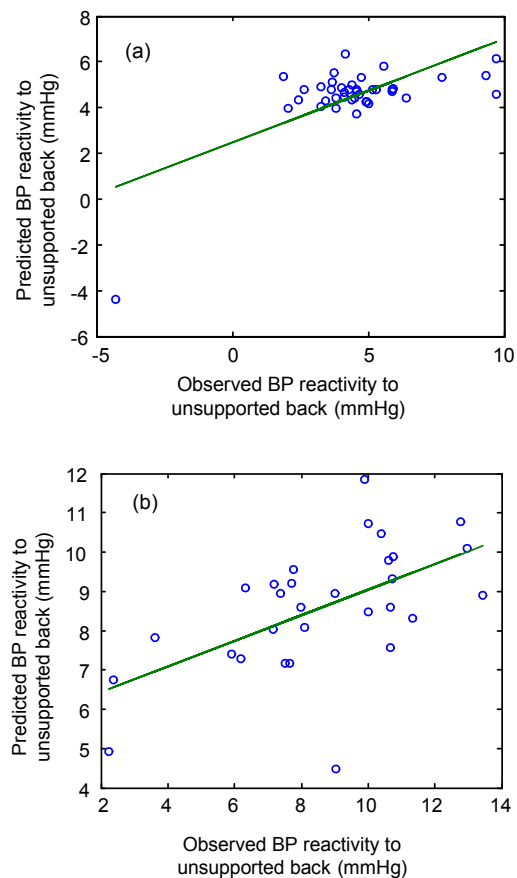 (a)
Predicted BP reactivity to
unsupported back (mmHg)
8
6
4
2
0
-2
-4
-6
-5
0
5
10
Observed BP reactivity to
unsupported back (mmHg)
(b)
Predicted BP reactivity to
unsupported back (mmHg)
12
11
10
9
8
7
6
5
4
2
4
6
8
10
12
14
Observed BP reactivity to
unsupported back (mmHg)